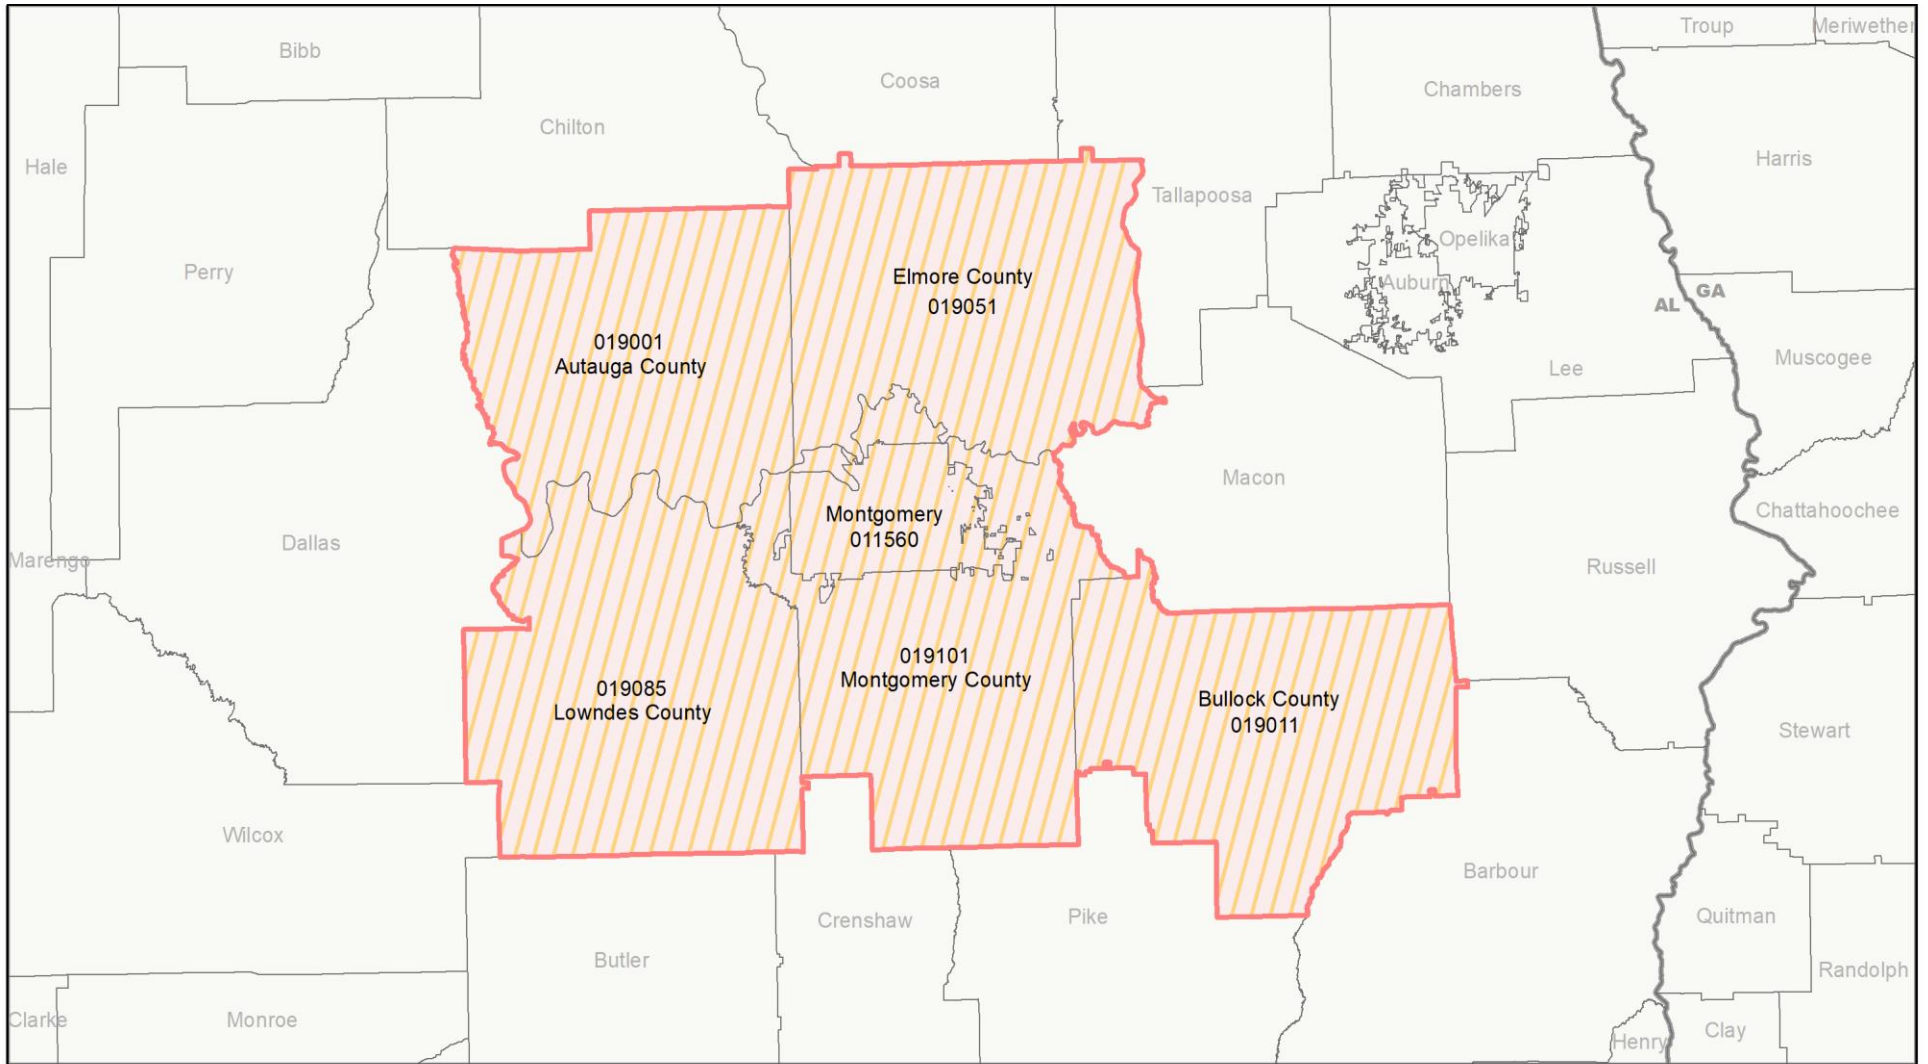 Troup
Meriwether
Bibb
Coosa
Chambers
Chilton
Harris
Hale
Tallapoosa
Opelika
Perry
Elmore County
019051
Auburn
GA
AL
019001
Autauga County
Muscogee
Lee
Macon
Chattahoochee
Montgomery
011560
Dallas
Marengo
Russell
019101
Montgomery County
019085
Lowndes County
Bullock County
019011
Stewart
Wilcox
Barbour
Quitman
Crenshaw
Pike
Butler
Randolph
Clarke
Monroe
Clay
Henry